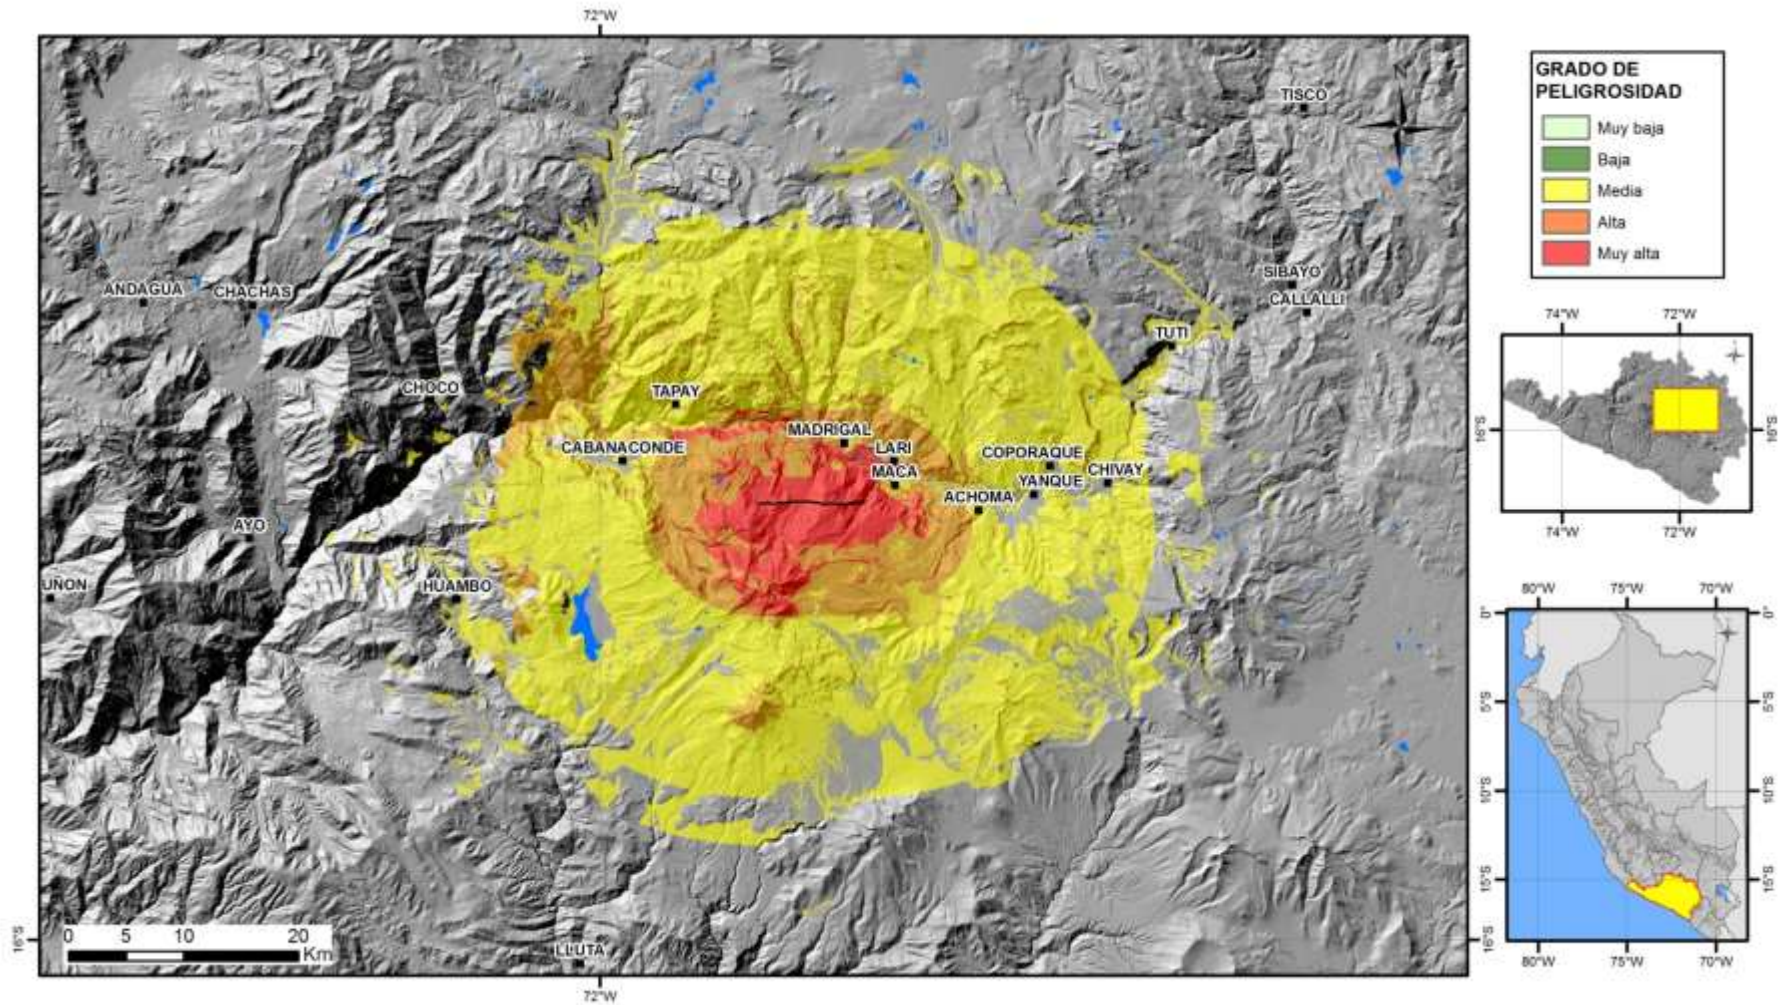 72°W
GRADO DE
PELIGROSIDAD
Muy baja
Baja
Media
Alta
Muy alta
N
TISCO
SIBAYO
CALLALLI
ANDAGUA
CHACHAS
TUTI
CHOCO
TAPAY
MADRIGAL
CABANACONDE
LARI
COPORAQUE
MACA
CHIVAY
YANQUE
ACHOMA
AYO
UÑON
HUAMBO
LLUTA
0 5 10 20
Km
16°S
16°S
72°W
74°W 72°W
16°S
16°S
74°W 72°W
80°W 75°W 70°W
0°
0°
5°S
5°S
10°S
10°S
15°S
15°S
80°W 75°W 70°W